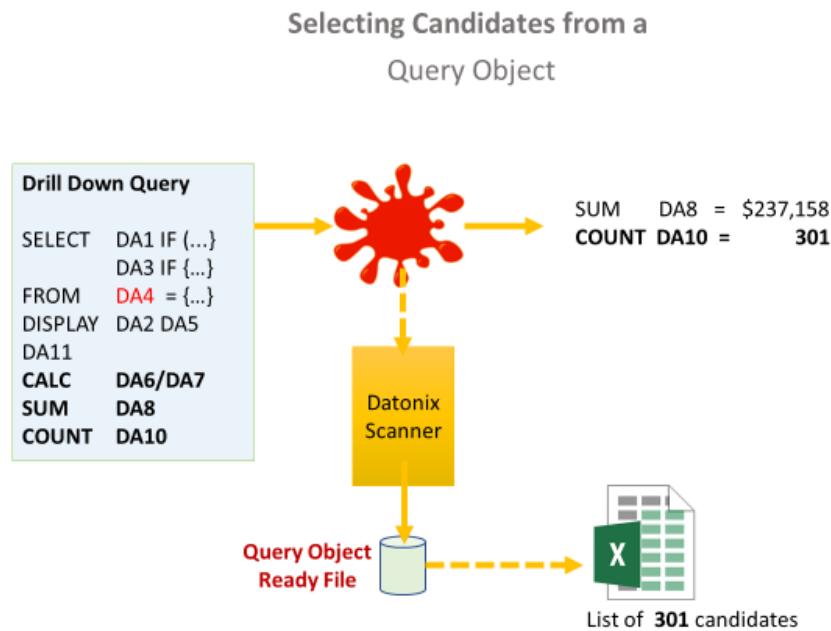 Selecting Candidates from a
Query Object
Drill Down Query
SELECT DA1 IF (...}
DA3 IF {...}
FROM DA4 = {...}
DISPLAY DA2 DA5
DA11
CALC DA6/DA7
SUM DA8
COUNT DA10
SUM DA8 = $237,158
COUNT DA10 = 301
Datonix
Scanner
Query Object
Ready File
X
List of 301 candidates